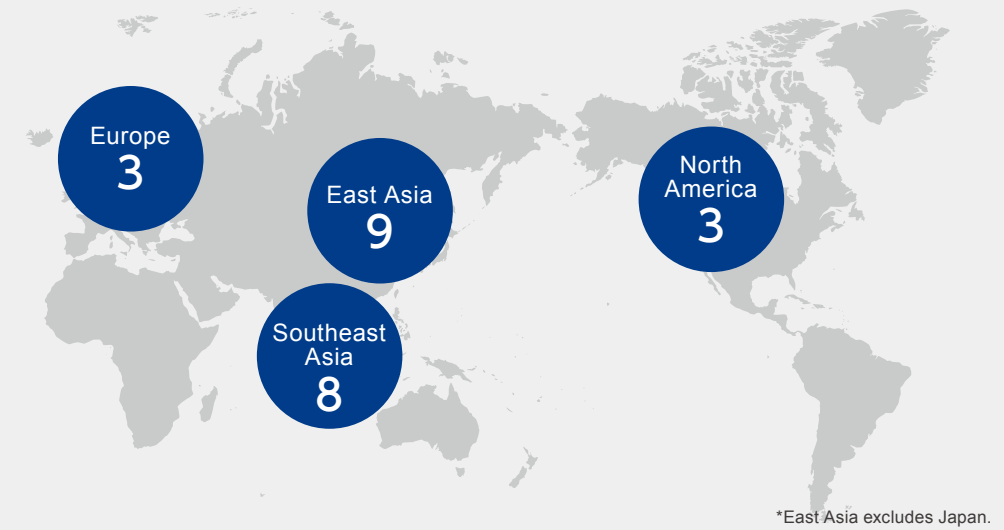 Europe
3
East Asia
9
North
America
3
Southeast
Asia
8
*East Asia excludes Japan.